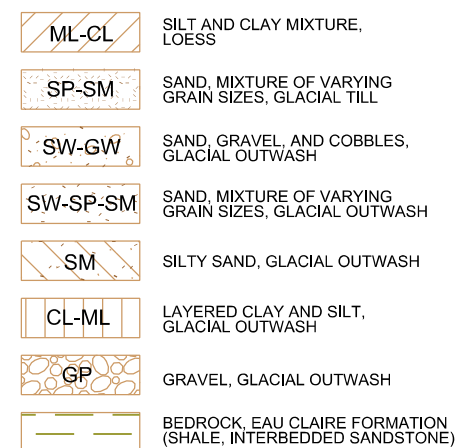 ML-CL
SILT AND CLAY MIXTURE,
LOESS
SP-SM
SAND, MIXTURE OF VARYING
GRAIN SIZES, GLACIAL TILL
SW-GW
SAND, GRAVEL, AND COBBLES,
GLACIAL OUTWASH
SW-SP-SM
SAND, MIXTURE OF VARYING
GRAIN SIZES, GLACIAL OUTWASH
SM
SILTY SAND, GLACIAL OUTWASH
CL-ML
LAYERED CLAY AND SILT,
GLACIAL OUTWASH
GP
GRAVEL, GLACIAL OUTWASH
BEDROCK, EAU CLAIRE FORMATION
(SHALE, INTERBEDDED SANDSTONE)